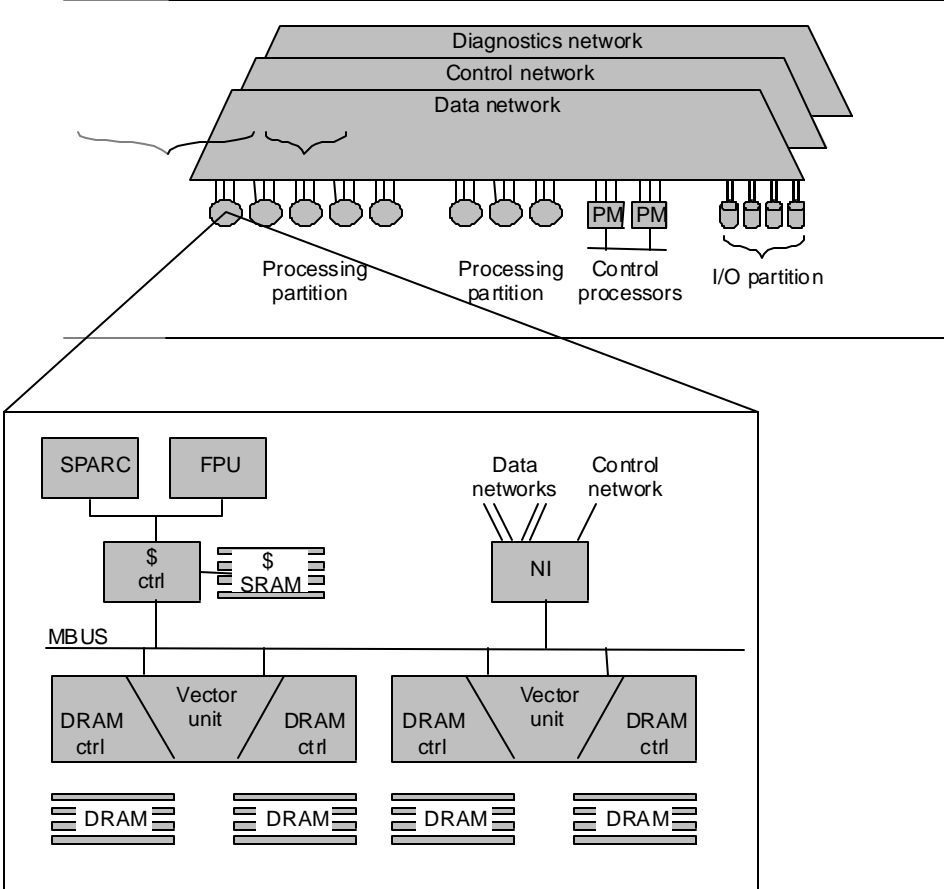 Diagnostics network
Control network
Data network
PM PM
Processing
partition
Processing
partition
Control
processors
I/O partition
SPARC
FPU
Data
networks
Control
network
$
ctrl
$
SRAM
NI
MBUS
Vector
unit
DRAM
ctrl
DRAM
ctrl
Vector
unit
DRAM
ctrl
DRAM
ctrl
DRAM
DRAM
DRAM
DRAM